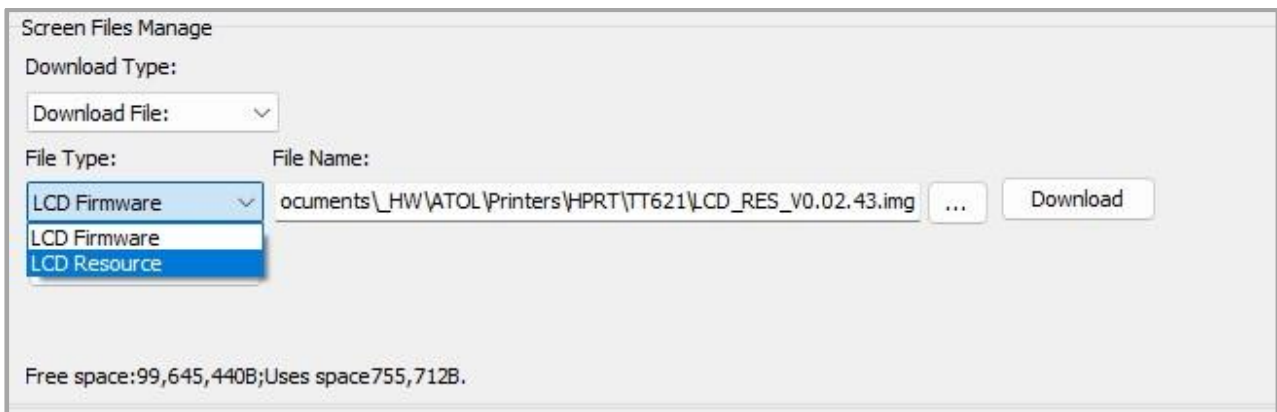 Screen Files Manage
Download Type:
Download File:
File Type: File Name:
LCD Firmware ocuments\_HW\ATOL\Printers\HPRT\TT621\LCD_RES_V0.02.43.img ... Download
LCD Firmware
LCD Resource
Free space:99,645,440B;Uses space755,712B.